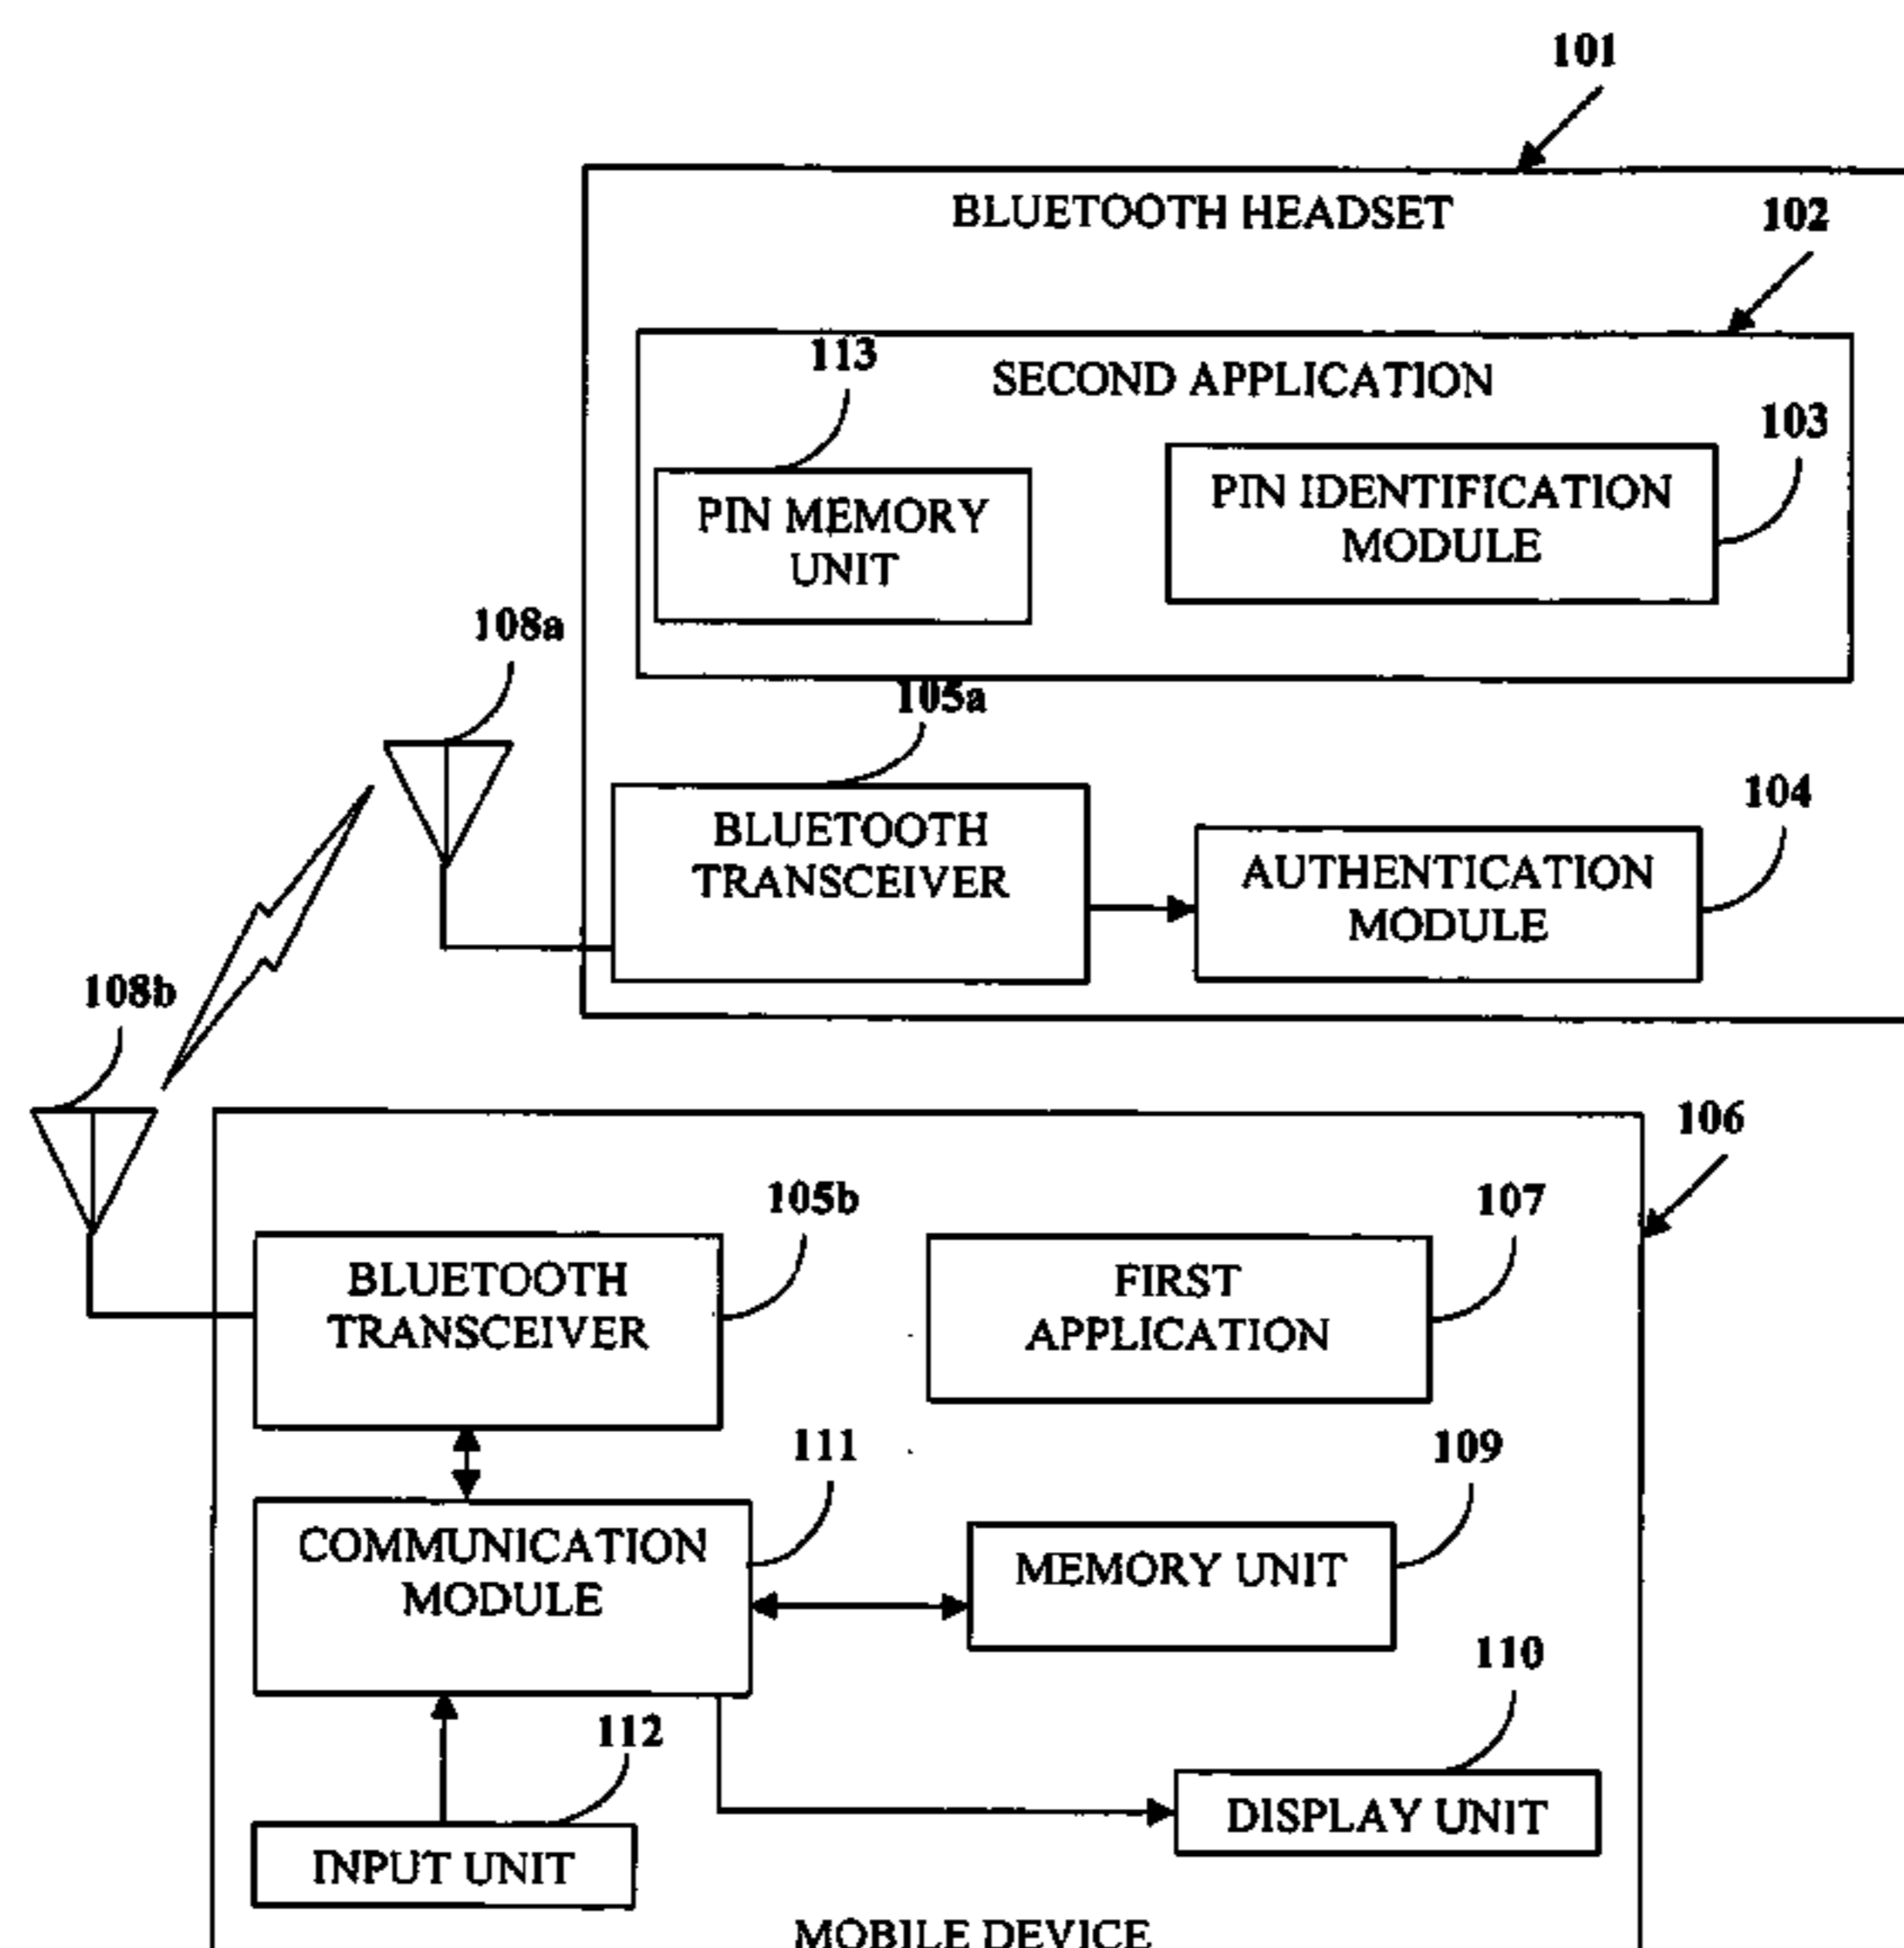 101
BLUETOOTH HEADSET
102
113
SECOND APPLICATION
103
PIN MEMORY
UNIT
PIN IDENTIFICATION
MODULE
108a
105a
BLUETOOTH
TRANSCEIVER
104
AUTHENTICATION
MODULE
108b
106
105b
107
BLUETOOTH
TRANSCEIVER
FIRST
APPLICATION
111
109
COMMUNICATION
MODULE
MEMORY UNIT
110
112
DISPLAY UNIT
INPUT UNIT
MOBILE DEVICE